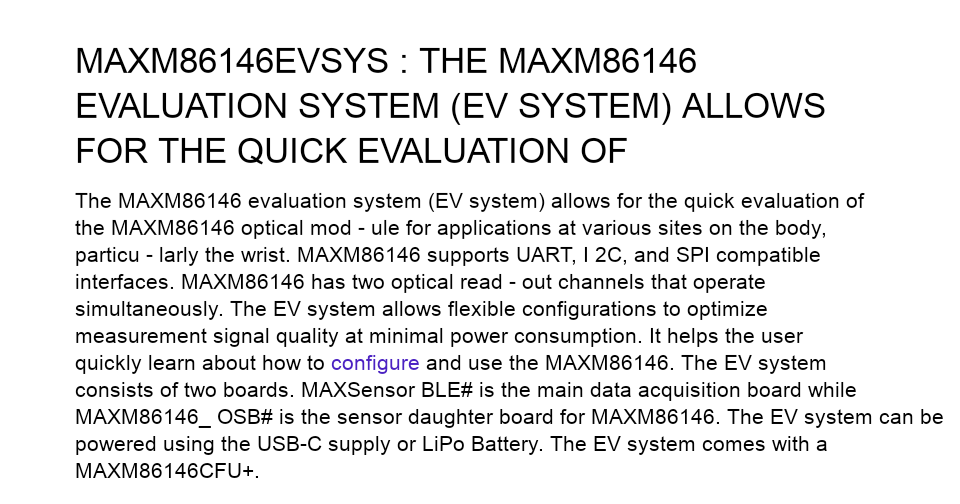 MAXM86146EVSYS : THE MAXM86146
EVALUATION SYSTEM (EV SYSTEM) ALLOWS
FOR THE QUICK EVALUATION OF
The MAXM86146 evaluation system (EV system) allows for the quick evaluation of
the MAXM86146 optical mod - ule for applications at various sites on the body,
particu - larly the wrist. MAXM86146 supports UART, I 2C, and SPI compatible
interfaces. MAXM86146 has two optical read - out channels that operate
simultaneously. The EV system allows flexible configurations to optimize
measurement signal quality at minimal power consumption. It helps the user
quickly learn about how to configure and use the MAXM86146. The EV system
consists of two boards. MAXSensor BLE# is the main data acquisition board while
MAXM86146_ OSB# is the sensor daughter board for MAXM86146. The EV system can be
powered using the USB-C supply or LiPo Battery. The EV system comes with a
MAXM86146CFU+.